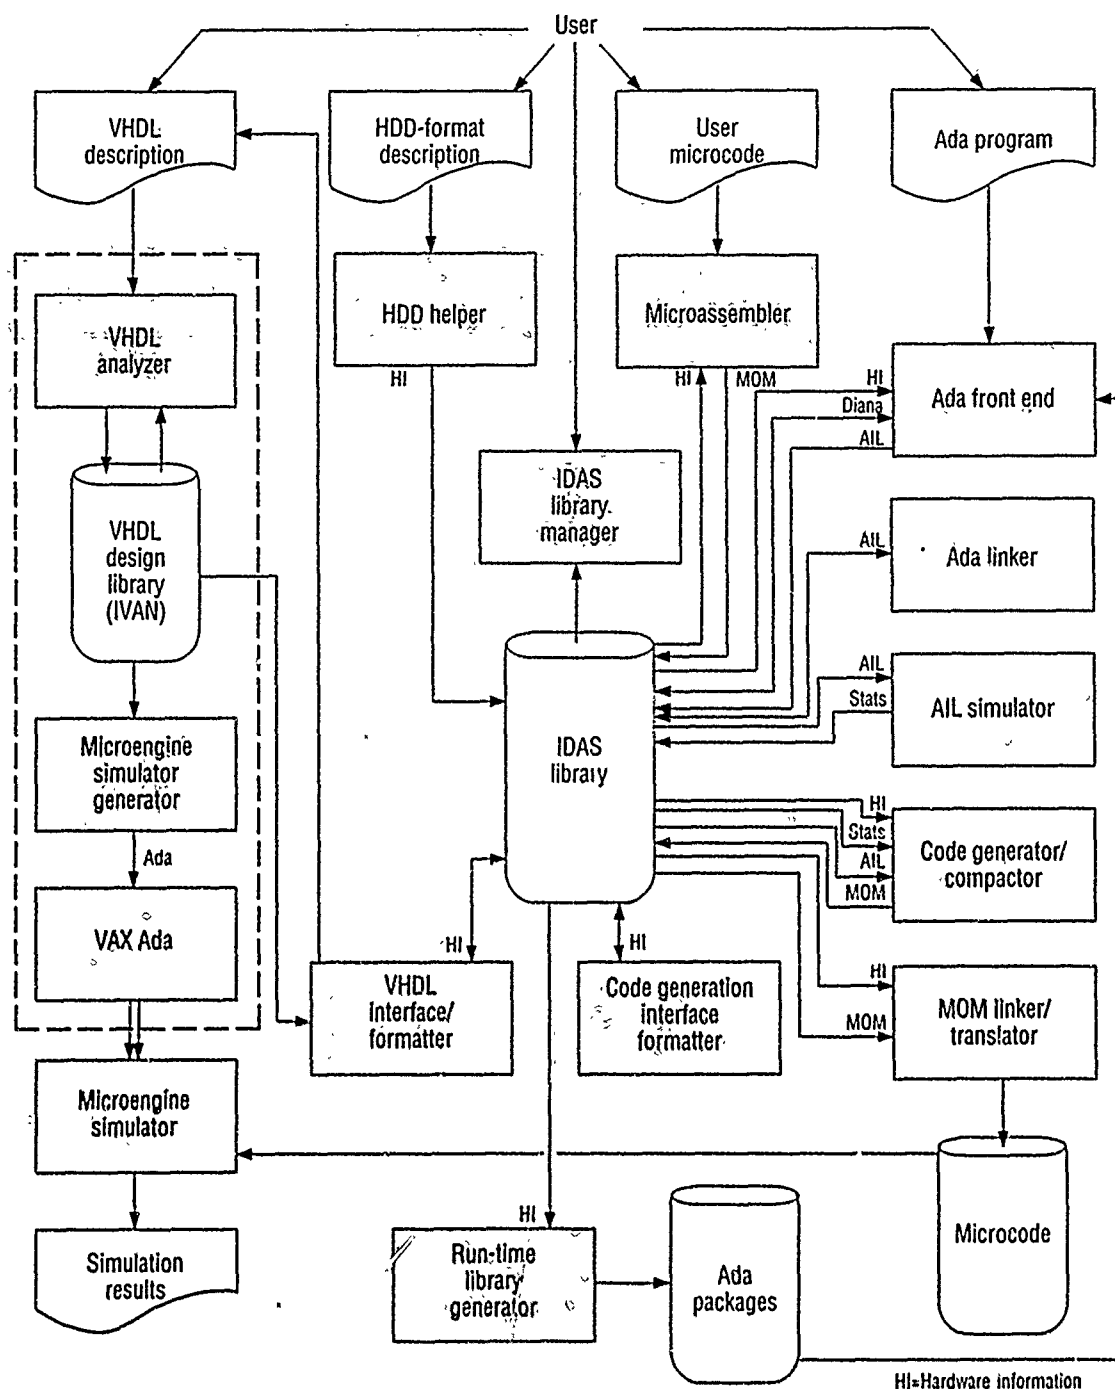 User
VHDL
description
HDD-format
description
User
microcode
Ada program
VHDL
analyzer
HDD helper
Microassembler
Ada front end
HI
HI
MOM
HI
Diana
AIL
VHDL
design
library
(IVAN)
IDAS
library
manager
AIL
Ada linker
Microengine
simulator
generator
IDAS
library
AIL
Stats
AIL simulator
Ada
HI
Stats
AIL
MOM
Code generator/
compactor
VAX Ada
HI
HI
VHDL
interface/
formatter
Code generation
interface
formatter
HI
MOM
MOM linker/
translator
Microengine
simulator
HI
Simulation
results
Run-time
library
generator
Ada
packages
Microcode
HI=Hardware information